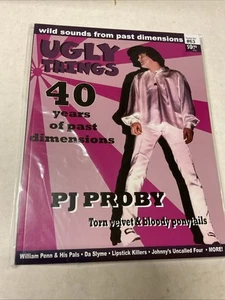 wild sounds from past dimensions
UGLY
THINGS
#63
40
years
of past
dimensions
PJ PROBY
Torn velvet & bloody ponytails
William Penn & His Pals • Da Slyme • Lipstick Killers • Johnny's Uncalled Four • MORE!